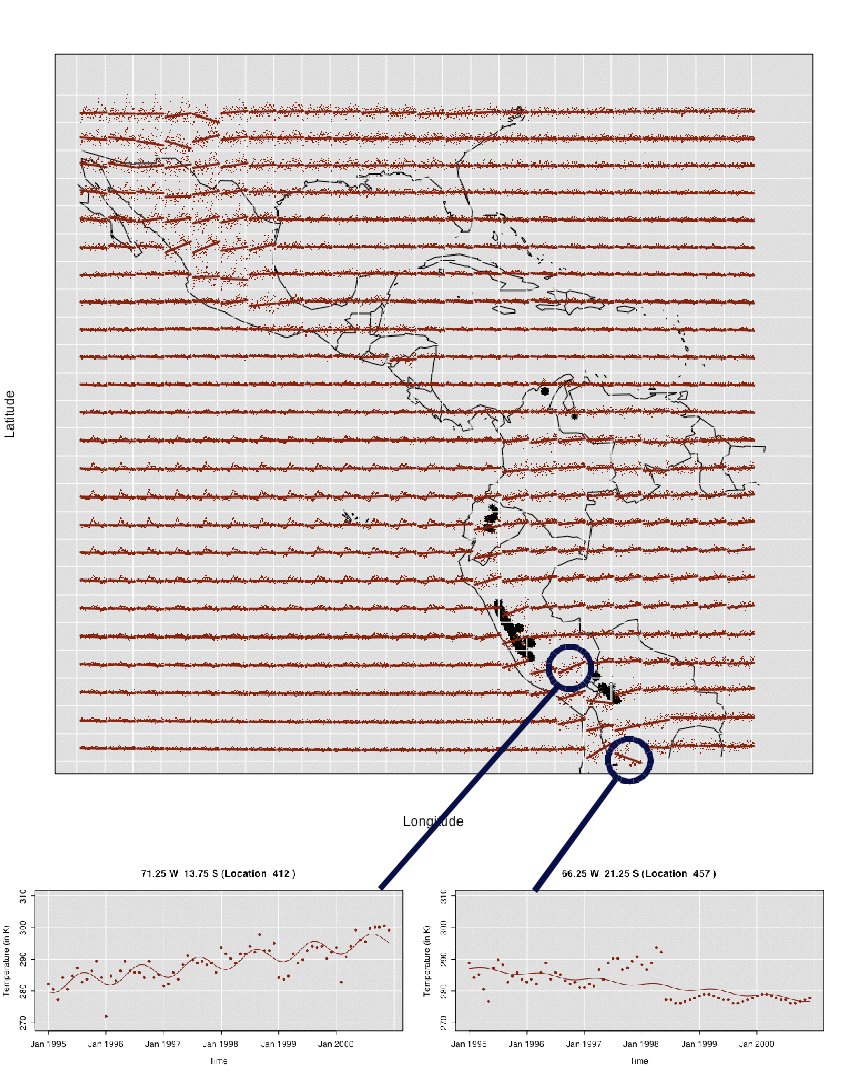 Latitude
Longitude
71.25 W 13.75 S (Location 412 )
Temperature (in K)
310
300
290
280
270
Jan 1995 Jan 1996 Jan 1997 Jan 1998 Jan 1999 Jan 2000
Time
66.25 W 21.25 S (Location 457 )
Temperature (in K)
310
300
290
280
270
Jan 1995 Jan 1996 Jan 1997 Jan 1998 Jan 1999 Jan 2000
Time